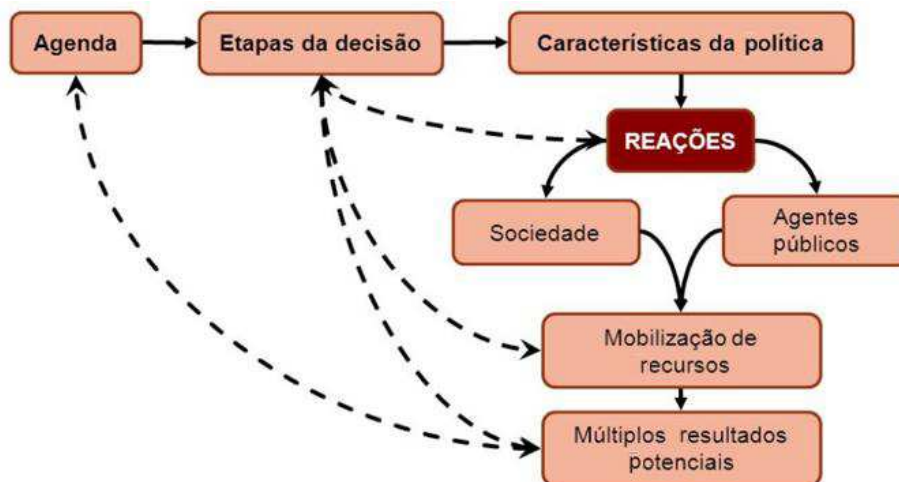 Agenda
Etapas da decisão
Características da política
REAÇÕES
Sociedade
Agentes
públicos
Mobilização de
recursos
Múltiplos resultados
potenciais